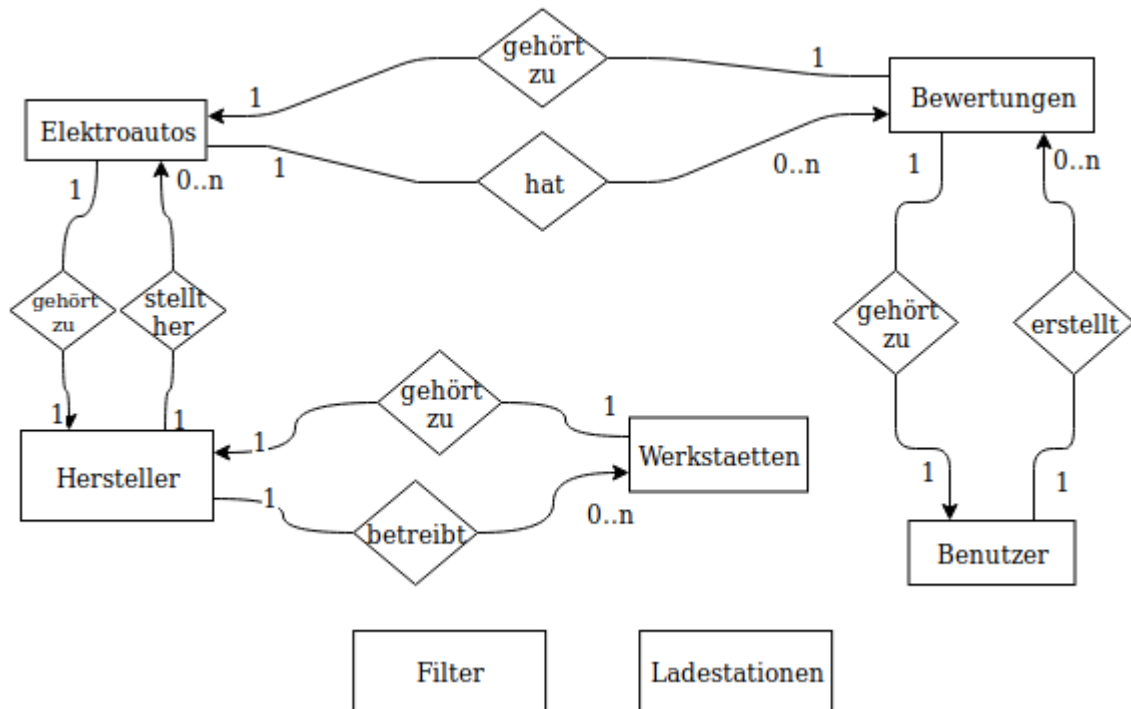 gehört
zu
1
1
Bewertungen
Elektroautos
1
hat
0..n
1
0..n
1
0..n
gehört
zu
stellt
her
gehört
zu
erstellt
gehört
zu
1
1
1
1
Werkstaetten
Hersteller
1
1
1
betreibt
0..n
Benutzer
Filter
Ladestationen